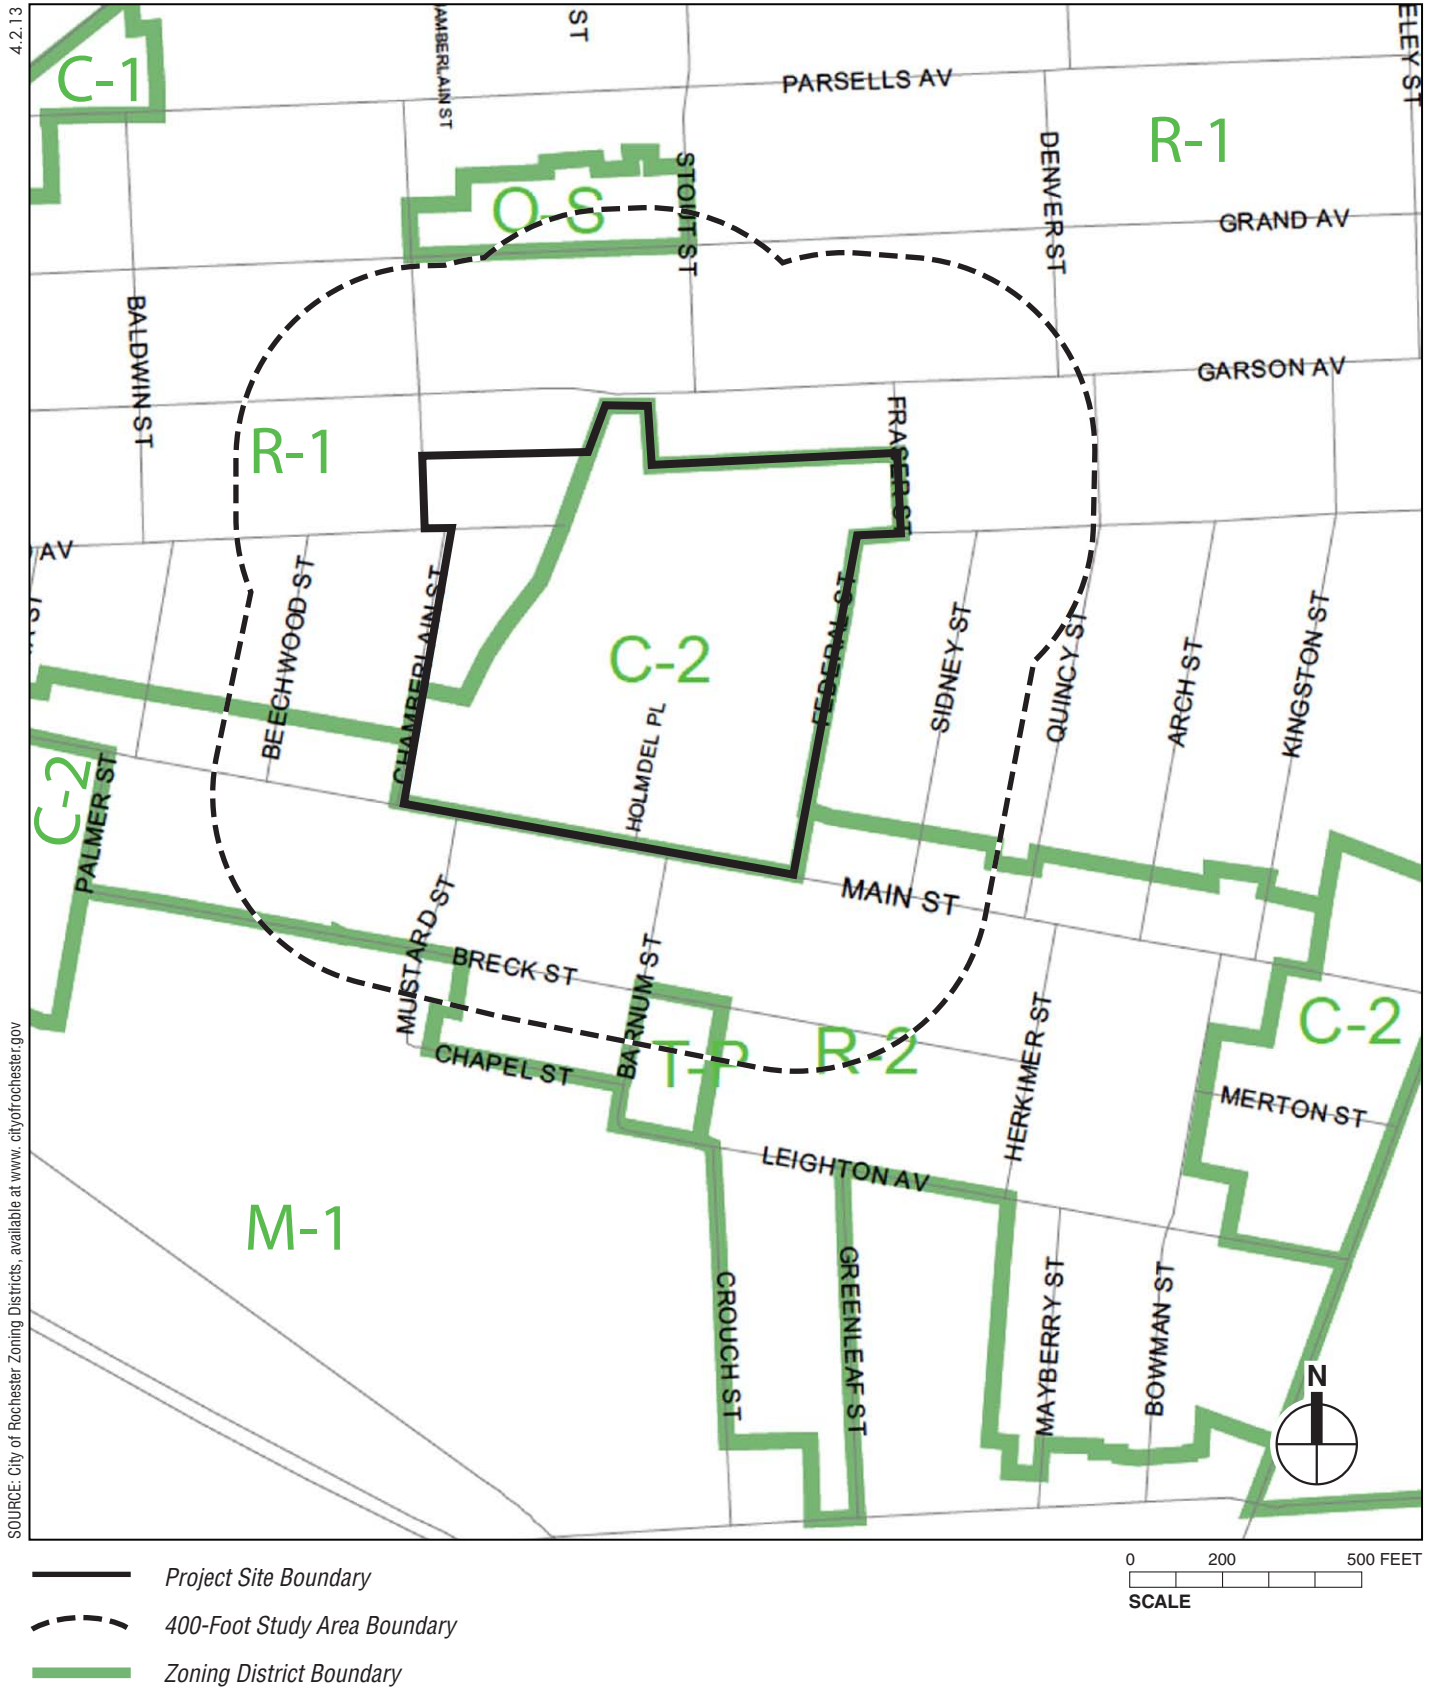 4.2.13
C-1
AMBERLAIN ST
ST
PARSELLS AV
ELEY ST
R-1
DENVER ST
STOUT ST
O-S
GRAND AV
BALDWIN ST
GARSON AV
FRASER ST
R-1
AV
ST
BEECHWOOD ST
CHAMBERLAIN ST
C-2
HOLMDEL PL
FEDERAL ST
SIDNEY ST
QUINCY ST
ARCH ST
KINGSTON ST
C-2
PALMER ST
MAIN ST
MUSTARD ST
BRECK ST
BARNUM ST
CHAPEL ST
T-P
R-2
HERKIMER ST
C-2
MERTON ST
LEIGHTON AV
M-1
CROUCH ST
GREENLEAF ST
MAYBERRY ST
BOWMAN ST
N
SOURCE: City of Rochester Zoning Districts, available at www. cityofrochester.gov
Project Site Boundary
400-Foot Study Area Boundary
Zoning District Boundary
0 200 500 FEET
SCALE